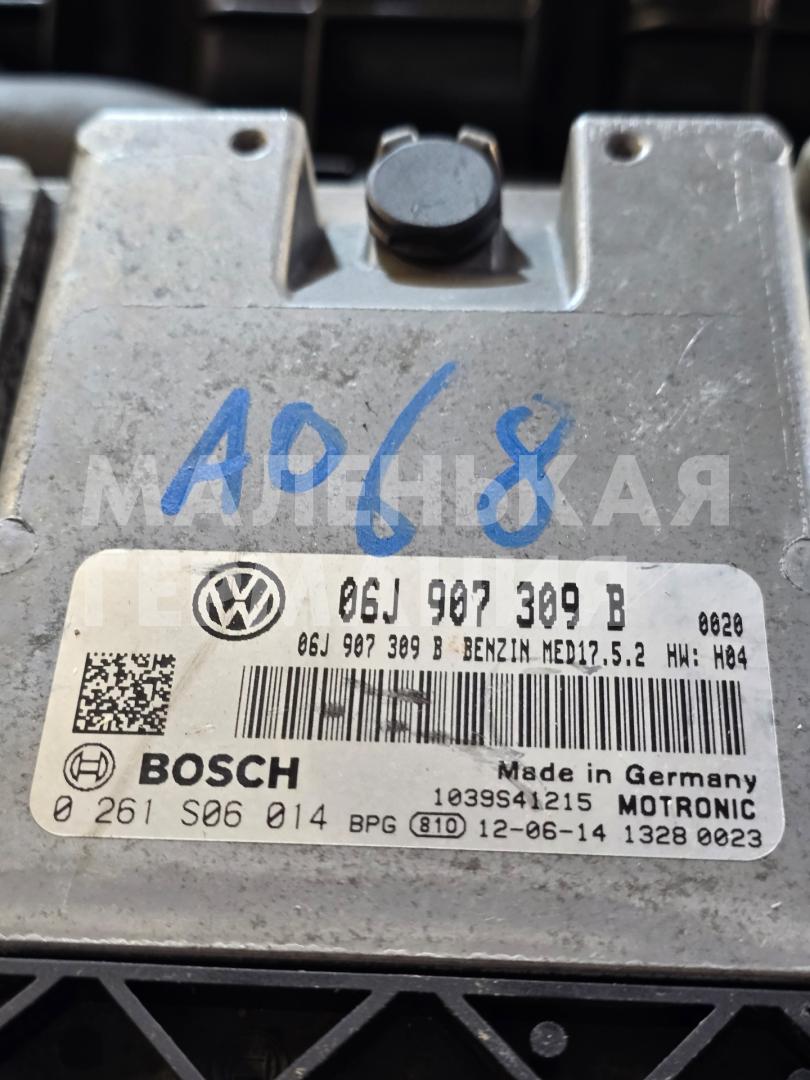 A068
МАЛЕНЬКАЯ
ГЕРМАНИЯ
06J 907 309 B 0020
06J 907 309 B BENZIN MED17.5.2 HW: H04
BOSCH Made in Germany
1039S41215 MOTRONIC
0 261 S06 014 BPG 810 12-06-14 1328 0023